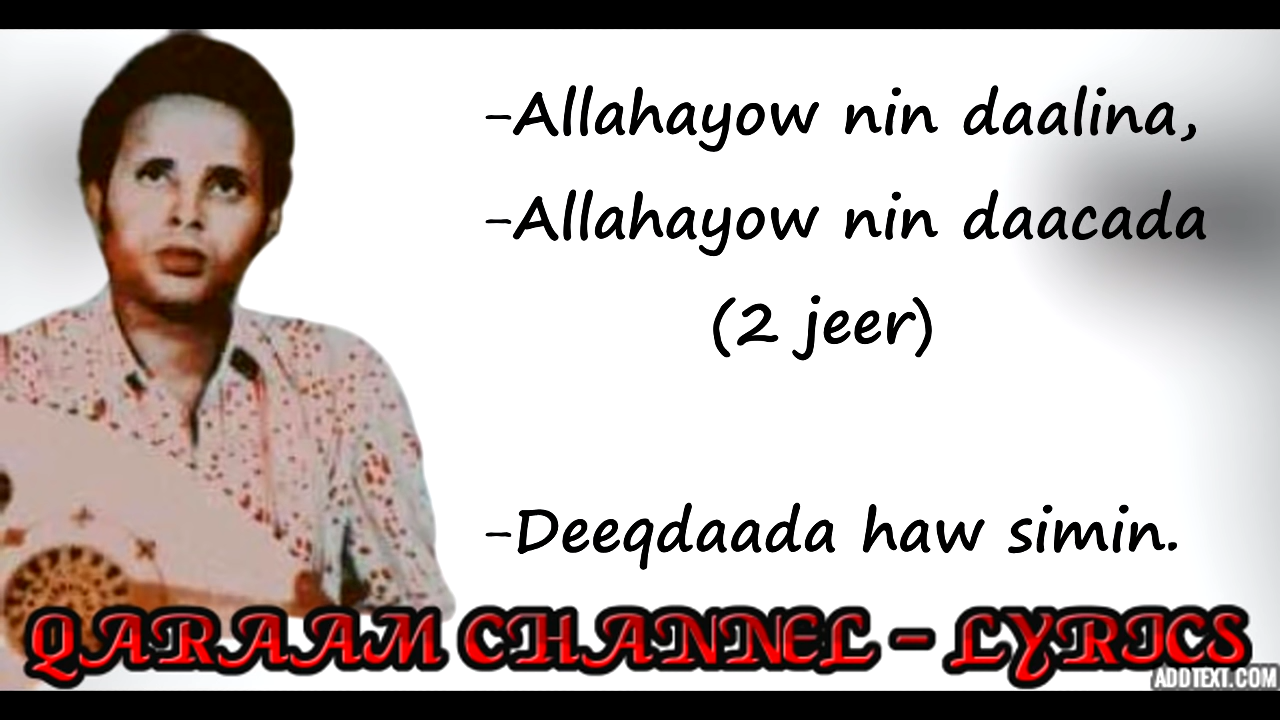 -Allahayow nin daalina,
-Allahayow nin daacada
(2 jeer)
-Deeqdaada haw simin.
QARAAM CHANNEL - LYRICS
ADDTEXT.COM